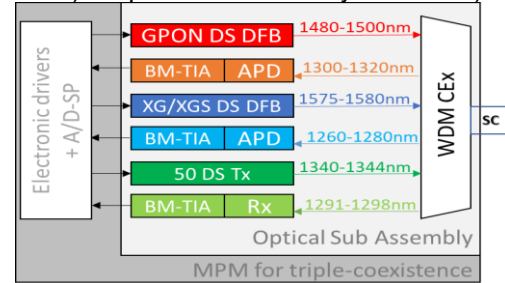 GPON DS DFB 1480-1500nm
BM-TIA APD 1300-1320nm
XG/XGS DS DFB 1575-1580nm
BM-TIA APD 1260-1280nm
50 DS Tx 1340-1344nm
BM-TIA Rx 1291-1298nm
Electronic drivers
+ A/D-SP
WDM CEx
SC
Optical Sub Assembly
MPM for triple-coexistence